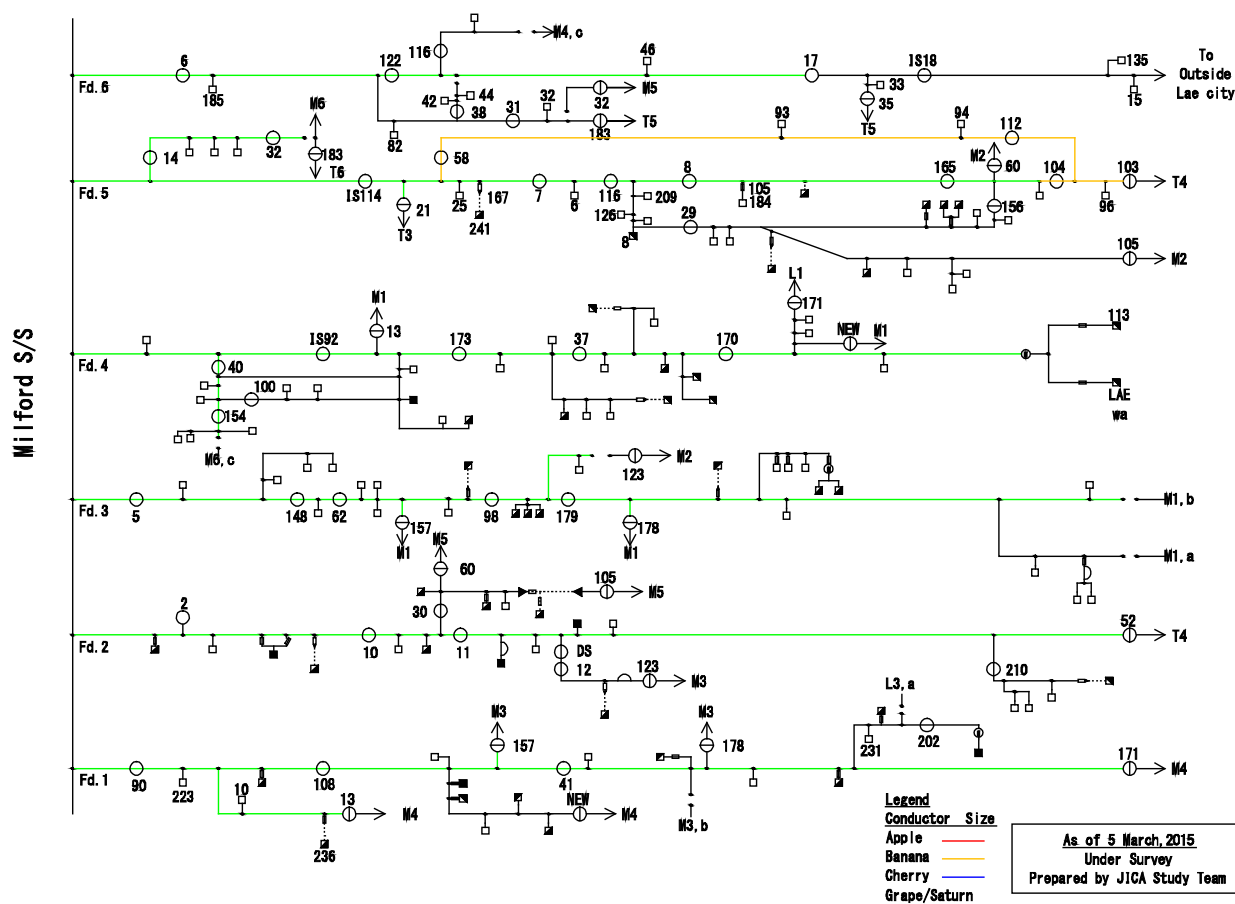 Milford S/S
M4,c
116
46
6
122
17
IS18
135
To
Outside
Lae city
Fd.6
185
42
44
38
31
32
32
M5
33
35
15
M6
82
183
T5
T5
93
94
112
14
32
183
T6
58
M2
60
Fd.5
IS114
21
T3
25
167
241
7
6
116
8
105
184
165
104
103
T4
96
209
126
8
29
156
105
M2
M1
13
L1
171
NEW
M1
113
IS92
173
37
170
Fd.4
40
100
154
M6,c
LAE
wa
123
M2
5
Fd.3
148
62
157
M1
98
179
178
M1
M1,b
M1,a
M5
60
105
M5
30
2
Fd.2
10
11
DS
12
123
M3
52
T4
210
M3
157
M3
178
L3,a
231
202
Fd.1
90
223
108
41
171
M4
10
13
M4
236
NEW
M4
M3,b
Legend
Conductor Size
Apple
Banana
Cherry
Grape/Saturn
As of 5 March,2015
Under Survey
Prepared by JICA Study Team